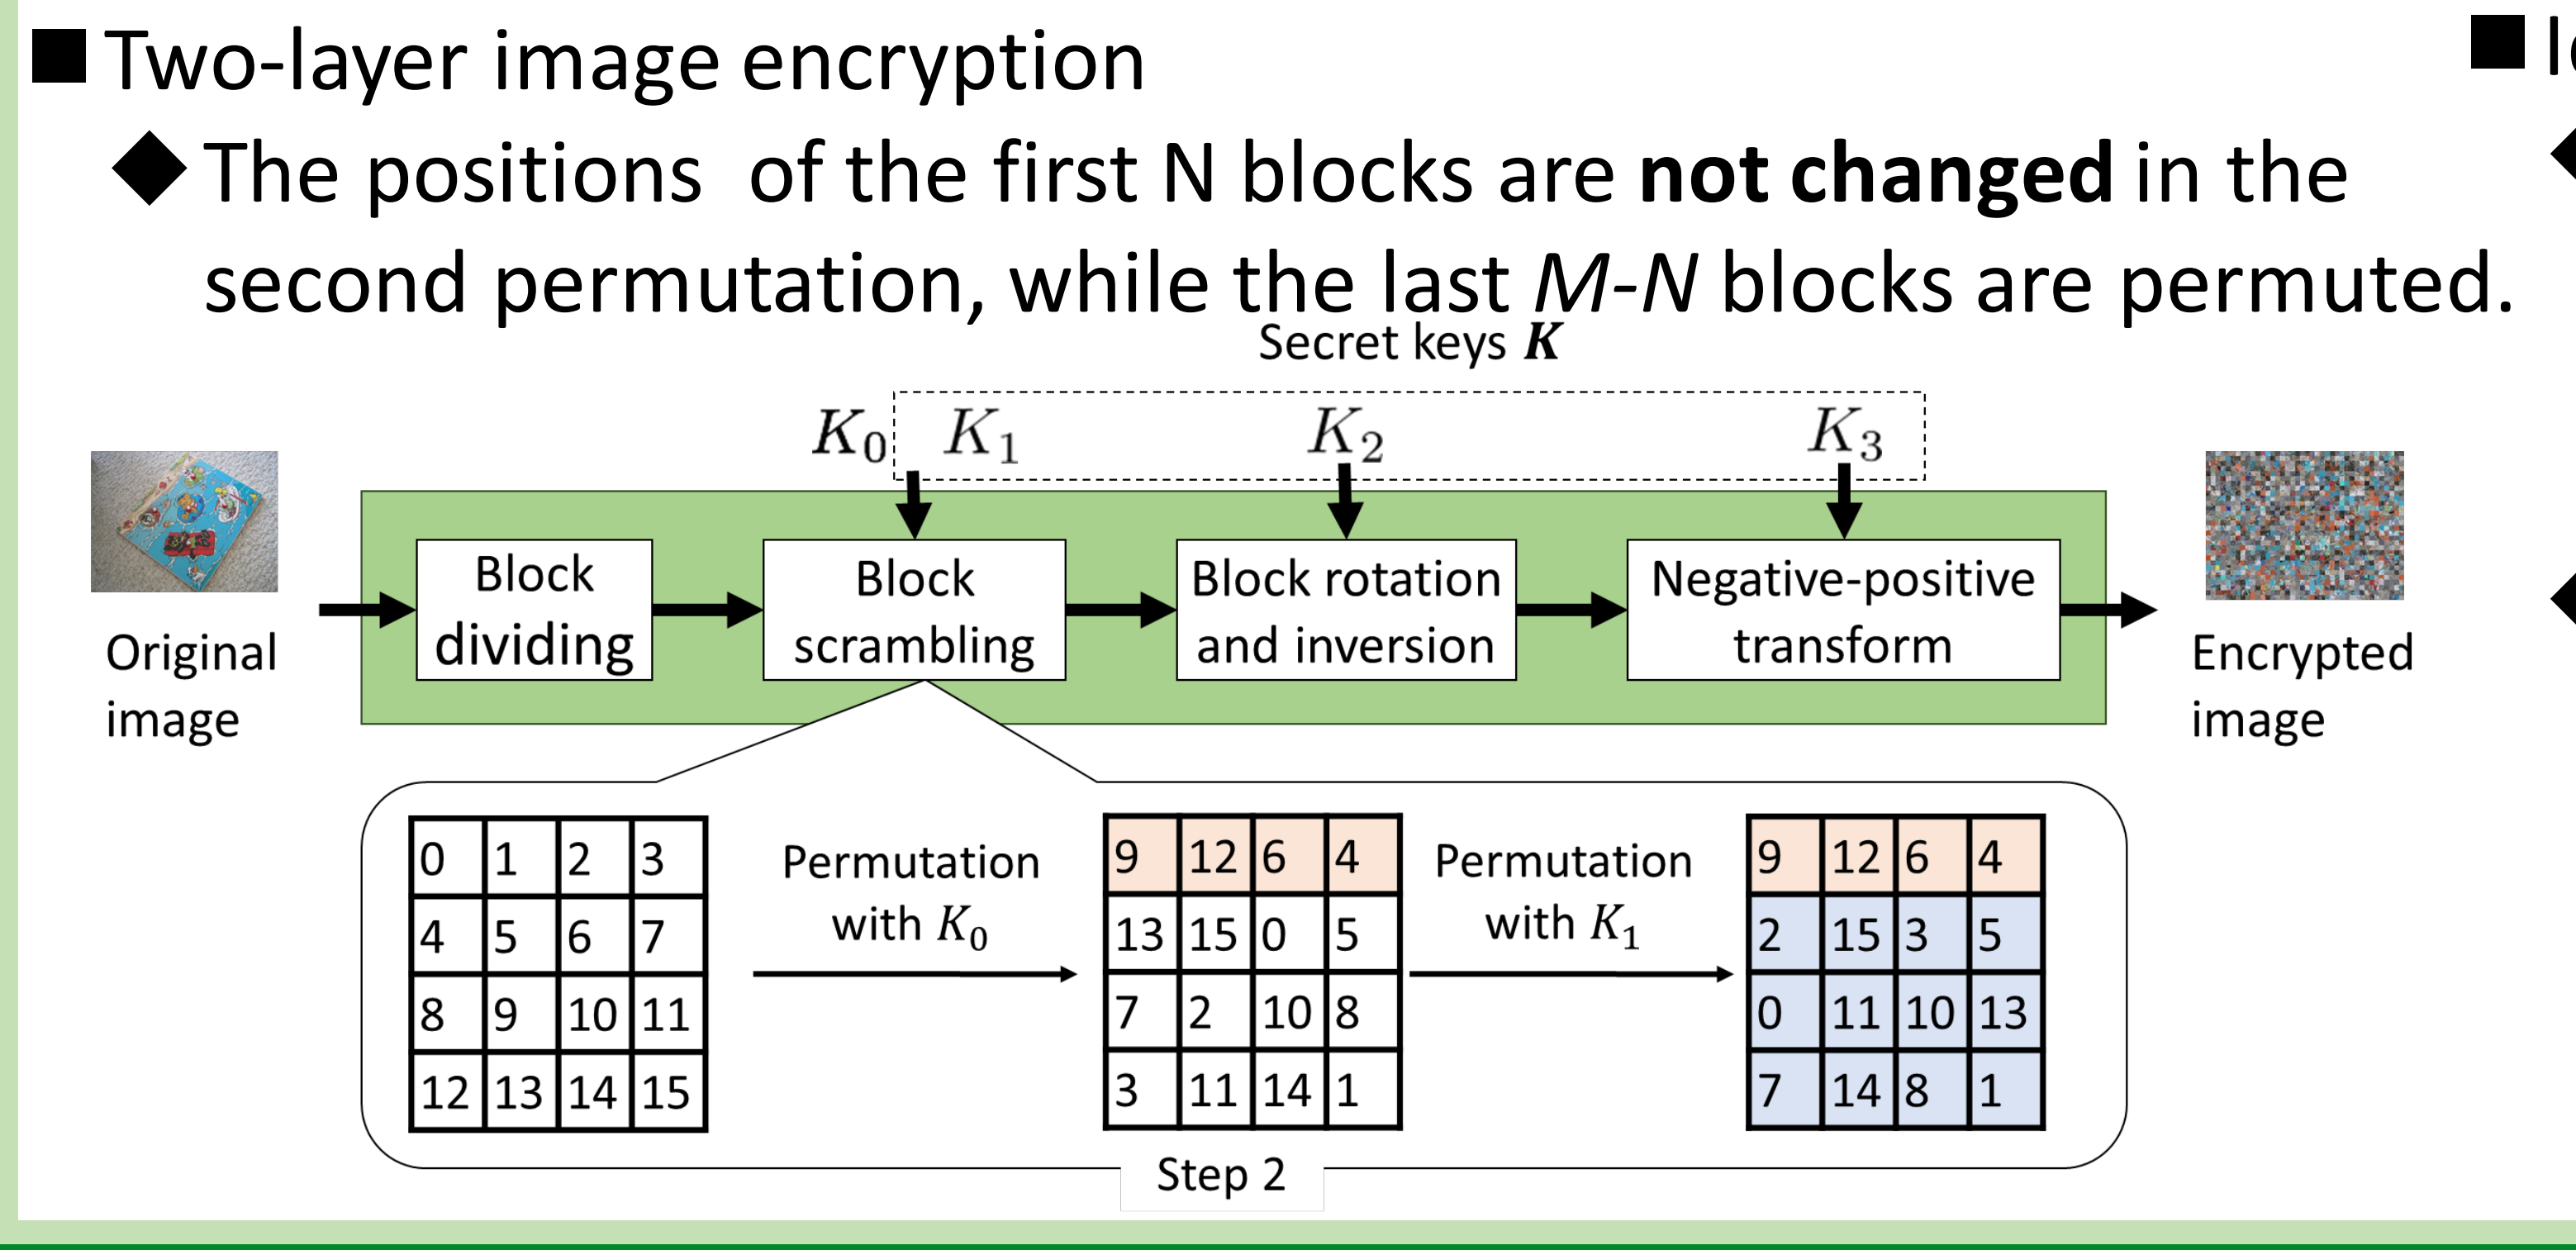 ■ Two-layer image encryption
◆ The positions of the first N blocks are not changed in the
second permutation, while the last M-N blocks are permuted.
Secret keys K
K₀ K₁ K₂ K₃
Original
image
Block
dividing
Block
scrambling
Block rotation
and inversion
Negative-positive
transform
Encrypted
image
0 1 2 3
4 5 6 7
8 9 10 11
12 13 14 15
Permutation
with K₀
9 12 6 4
13 15 0 5
7 2 10 8
3 11 14 1
Permutation
with K₁
9 12 6 4
2 15 3 5
0 11 10 13
7 14 8 1
Step 2